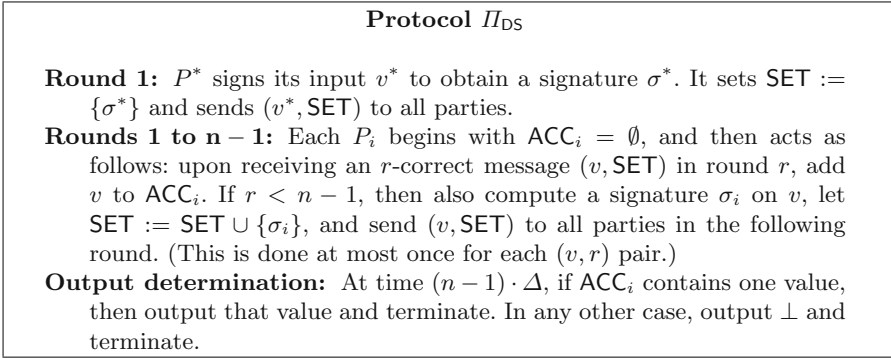 Protocol Π_DS
Round 1: P* signs its input v* to obtain a signature σ*. It sets SET :=
{σ*} and sends (v*, SET) to all parties.
Rounds 1 to n − 1: Each P_i begins with ACC_i = ∅, and then acts as
follows: upon receiving an r-correct message (v, SET) in round r, add
v to ACC_i. If r < n − 1, then also compute a signature σ_i on v, let
SET := SET ∪ {σ_i}, and send (v, SET) to all parties in the following
round. (This is done at most once for each (v, r) pair.)
Output determination: At time (n − 1) · Δ, if ACC_i contains one value,
then output that value and terminate. In any other case, output ⊥ and
terminate.